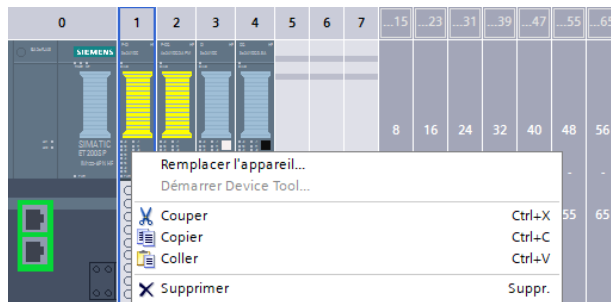 0 1 2 3 4 5 6 7 ...15 ...23 ...31 ...39 ...47 ...55 ...65
SIEMENS
8 16 24 32 40 48 56
SIMATIC
ET 200SP
- -
55 65
Remplacer l'appareil...
Démarrer Device Tool...
Couper Ctrl+X
Copier Ctrl+C
Coller Ctrl+V
Supprimer Suppr.